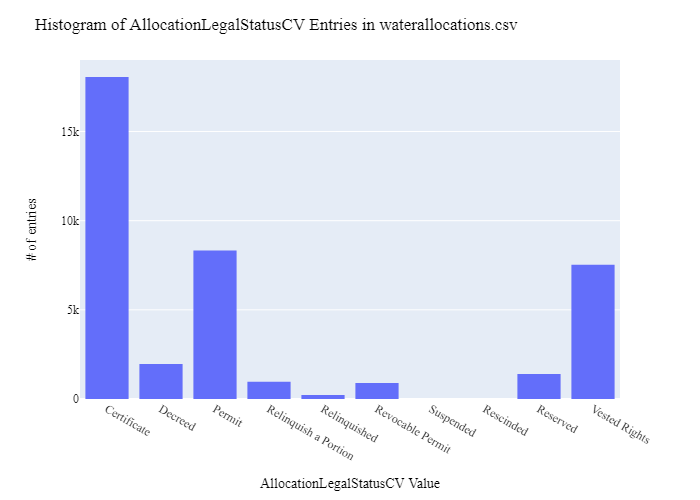 Histogram of AllocationLegalStatusCV Entries in waterallocations.csv
15k
10k
5k
0
# of entries
Certificate
Decreed
Permit
Relinquish a Portion
Relinquished
Revocable Permit
Suspended
Rescinded
Reserved
Vested Rights
AllocationLegalStatusCV Value